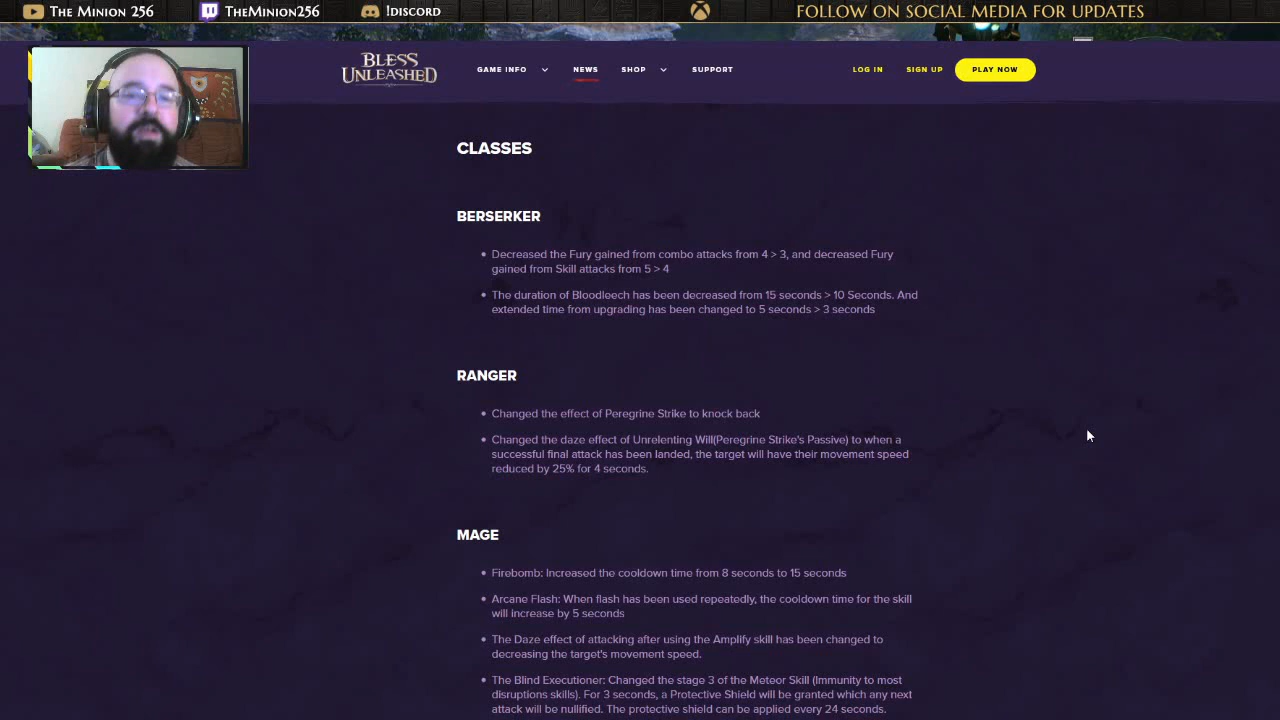 The Minion 256
TheMinion256
!DISCORD
FOLLOW ON SOCIAL MEDIA FOR UPDATES
BLESS
UNLEASHED
GAME INFO
NEWS
SHOP
SUPPORT
LOG IN
SIGN UP
PLAY NOW
CLASSES
BERSERKER
• Decreased the Fury gained from combo attacks from 4 > 3, and decreased Fury
gained from Skill attacks from 5 > 4
• The duration of Bloodleech has been decreased from 15 seconds > 10 Seconds. And
extended time from upgrading has been changed to 5 seconds > 3 seconds
RANGER
• Changed the effect of Peregrine Strike to knock back
• Changed the daze effect of Unrelenting Will(Peregrine Strike's Passive) to when a
successful final attack has been landed, the target will have their movement speed
reduced by 25% for 4 seconds.
MAGE
• Firebomb: Increased the cooldown time from 8 seconds to 15 seconds
• Arcane Flash: When flash has been used repeatedly, the cooldown time for the skill
will increase by 5 seconds
• The Daze effect of attacking after using the Amplify skill has been changed to
decreasing the target's movement speed.
• The Blind Executioner: Changed the stage 3 of the Meteor Skill (Immunity to most
disruptions skills). For 3 seconds, a Protective Shield will be granted which any next
attack will be nullified. The protective shield can be applied every 24 seconds.